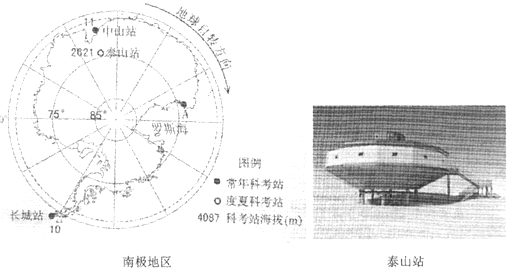 地球自转方向
11
中山站
2621
泰山站
75°
85°
A
罗斯海
图例
常年科考站
度夏科考站
4087 科考站海拔(m)
长城站
10
南极地区
泰山站